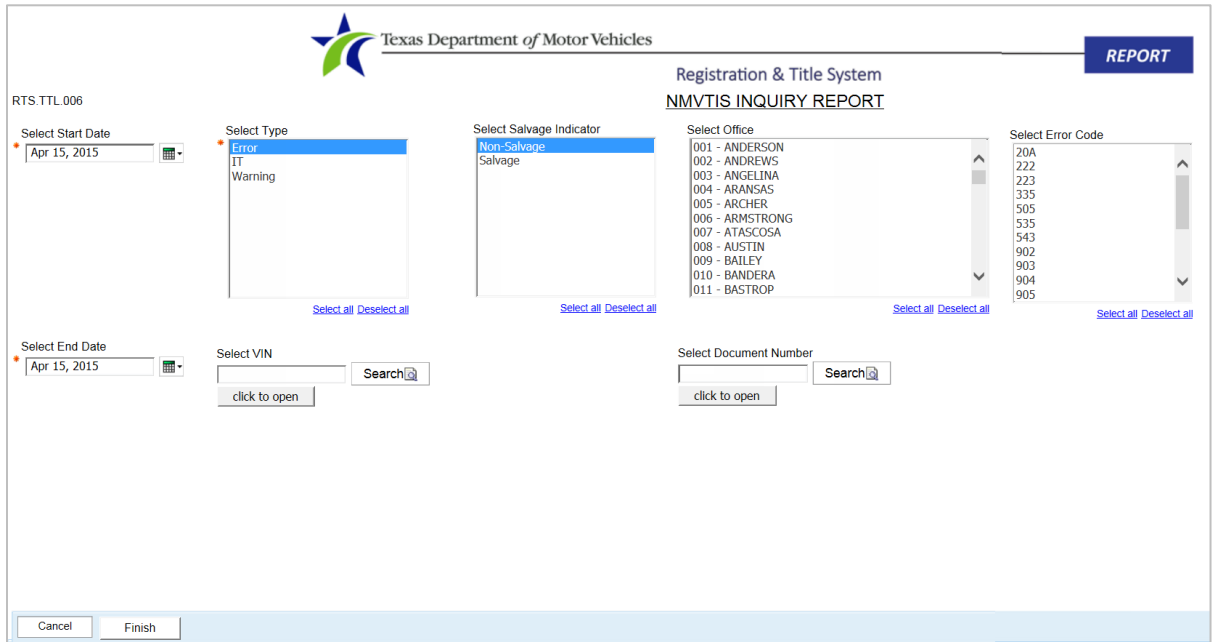 Texas Department of Motor Vehicles
REPORT
Registration & Title System
RTS.TTL.006
NMVTIS INQUIRY REPORT
Select Start Date
* Apr 15, 2015
Select Type
*
Error
IT
Warning
Select all Deselect all
Select Salvage Indicator
Non-Salvage
Salvage
Select all Deselect all
Select Office
001 - ANDERSON
002 - ANDREWS
003 - ANGELINA
004 - ARANSAS
005 - ARCHER
006 - ARMSTRONG
007 - ATASCOSA
008 - AUSTIN
009 - BAILEY
010 - BANDERA
011 - BASTROP
Select all Deselect all
Select Error Code
20A
222
223
335
505
535
543
902
903
904
905
Select all Deselect all
Select End Date
* Apr 15, 2015
Select VIN
Search
click to open
Select Document Number
Search
click to open
Cancel Finish